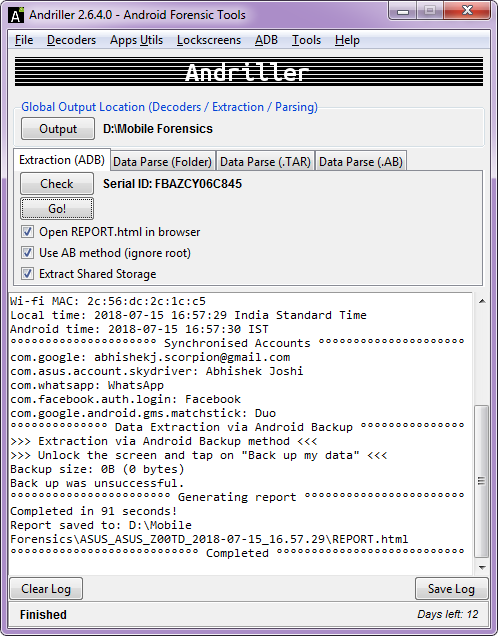 Andriller 2.6.4.0 - Android Forensic Tools
File Decoders Apps Utils Lockscreens ADB Tools Help
Andriller
Global Output Location (Decoders / Extraction / Parsing)
Output D:\Mobile Forensics
Extraction (ADB) Data Parse (Folder) Data Parse (.TAR) Data Parse (.AB)
Check Serial ID: FBAZCY06C845
Go!
Open REPORT.html in browser
Use AB method (ignore root)
Extract Shared Storage
Wi-fi MAC: 2c:56:dc:2c:1c:c5
Local time: 2018-07-15 16:57:29 India Standard Time
Android time: 2018-07-15 16:57:30 IST
°°°°°°°°°°°°°°°°°°°°°° Synchronised Accounts °°°°°°°°°°°°°°°°°°°°°°
com.google: abhishekj.scorpion@gmail.com
com.asus.account.skydriver: Abhishek Joshi
com.whatsapp: WhatsApp
com.facebook.auth.login: Facebook
com.google.android.gms.matchstick: Duo
°°°°°°°°°°°°°° Data Extraction via Android Backup °°°°°°°°°°°°°°°°
>>> Extraction via Android Backup method <<<
>>> Unlock the screen and tap on "Back up my data" <<<
Backup size: 0B (0 bytes)
Back up was unsuccessful.
°°°°°°°°°°°°°°°°°°°°°°°° Generating report °°°°°°°°°°°°°°°°°°°°°°°°
Completed in 91 seconds!
Report saved to: D:\Mobile
Forensics\ASUS_ASUS_Z00TD_2018-07-15_16.57.29\REPORT.html
°°°°°°°°°°°°°°°°°°°°°°°°°°°° Completed °°°°°°°°°°°°°°°°°°°°°°°°°°°°
Clear Log Save Log
Finished Days left: 12